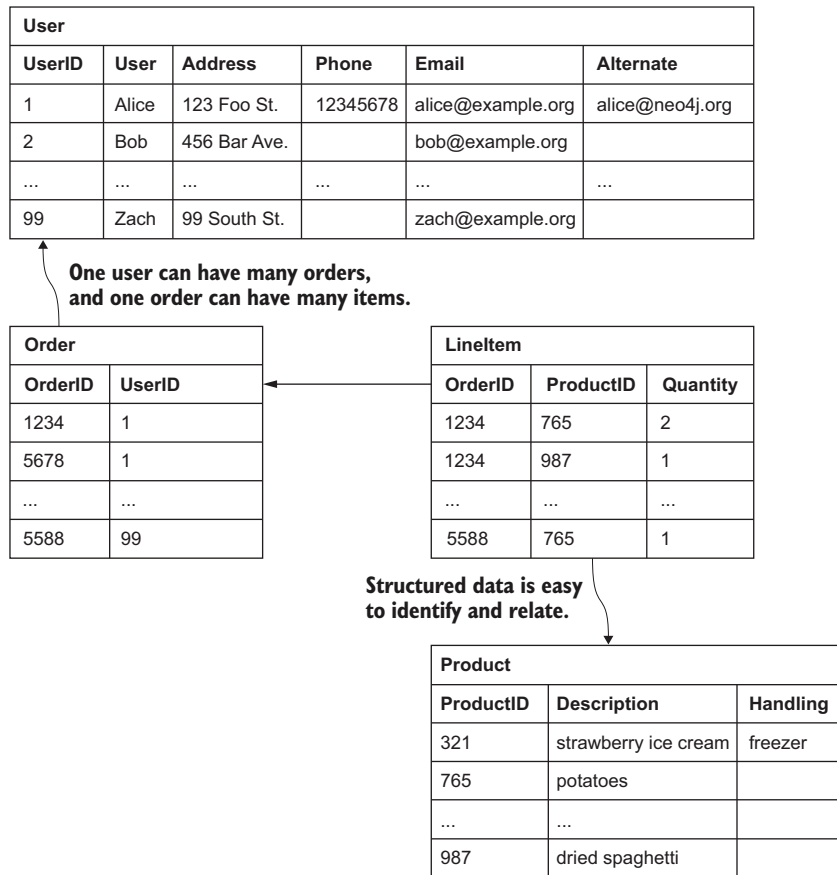 User
UserID User Address Phone Email Alternate
1 Alice 123 Foo St. 12345678 alice@example.org alice@neo4j.org
2 Bob 456 Bar Ave. bob@example.org
... ... ... ... ... ...
99 Zach 99 South St. zach@example.org
One user can have many orders,
and one order can have many items.
Order
OrderID UserID
1234 1
5678 1
... ...
5588 99
LineItem
OrderID ProductID Quantity
1234 765 2
1234 987 1
... ... ...
5588 765 1
Structured data is easy
to identify and relate.
Product
ProductID Description Handling
321 strawberry ice cream freezer
765 potatoes
... ...
987 dried spaghetti